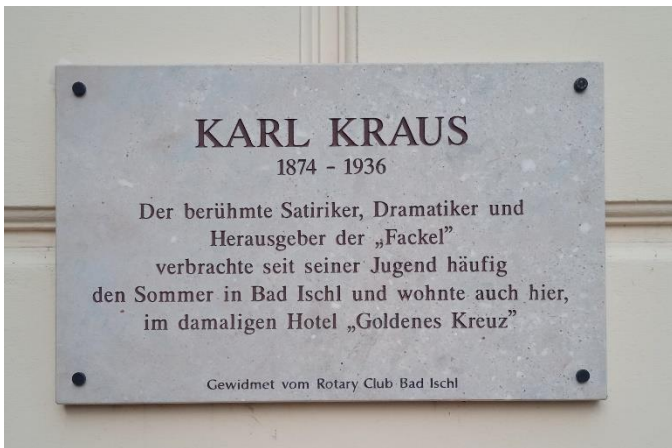 KARL KRAUS
1874 - 1936
Der berühmte Satiriker, Dramatiker und
Herausgeber der „Fackel”
verbrachte seit seiner Jugend häufig
den Sommer in Bad Ischl und wohnte auch hier,
im damaligen Hotel „Goldenes Kreuz”
Gewidmet vom Rotary Club Bad Ischl